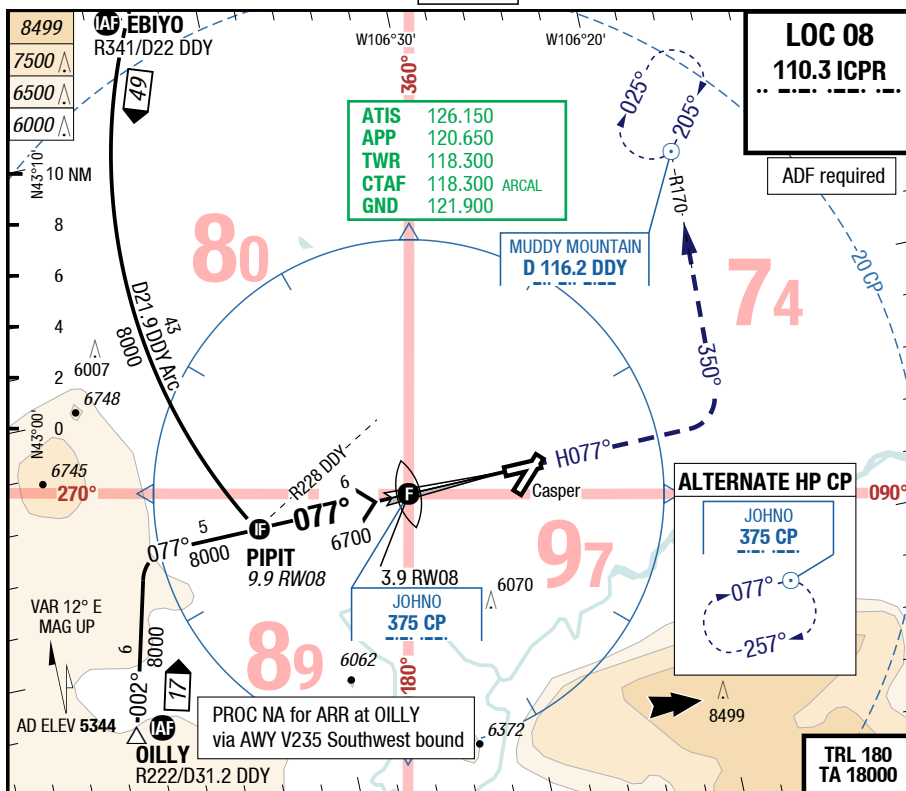 8499
7500
6500
6000
IAF EBIYO
R341/D22 DDY
49
W106°30'
W106°20'
360°
LOC 08
110.3 ICPR
ADF required
ATIS 126.150
APP 120.650
TWR 118.300
CTAF 118.300 ARCAL
GND 121.900
025°
205°
R170
MUDDY MOUNTAIN
D 116.2 DDY
N43°10'
10 NM
8
6
4
2
0
N43°00'
80
74
20 CP
D21.9 DDY Arc
43
8000
350°
6007
6748
6745
270°
R228 DDY
H077°
Casper
090°
077°
5
8000
IF
PIPIT
9.9 RW08
077°
6
6700
F
3.9 RW08
JOHNO
375 CP
97
6070
ALTERNATE HP CP
JOHNO
375 CP
077°
257°
VAR 12° E
MAG UP
AD ELEV 5344
6
8000
002°
17
IAF
OILLY
R222/D31.2 DDY
89
6062
180°
PROC NA for ARR at OILLY
via AWY V235 Southwest bound
6372
8499
TRL 180
TA 18000